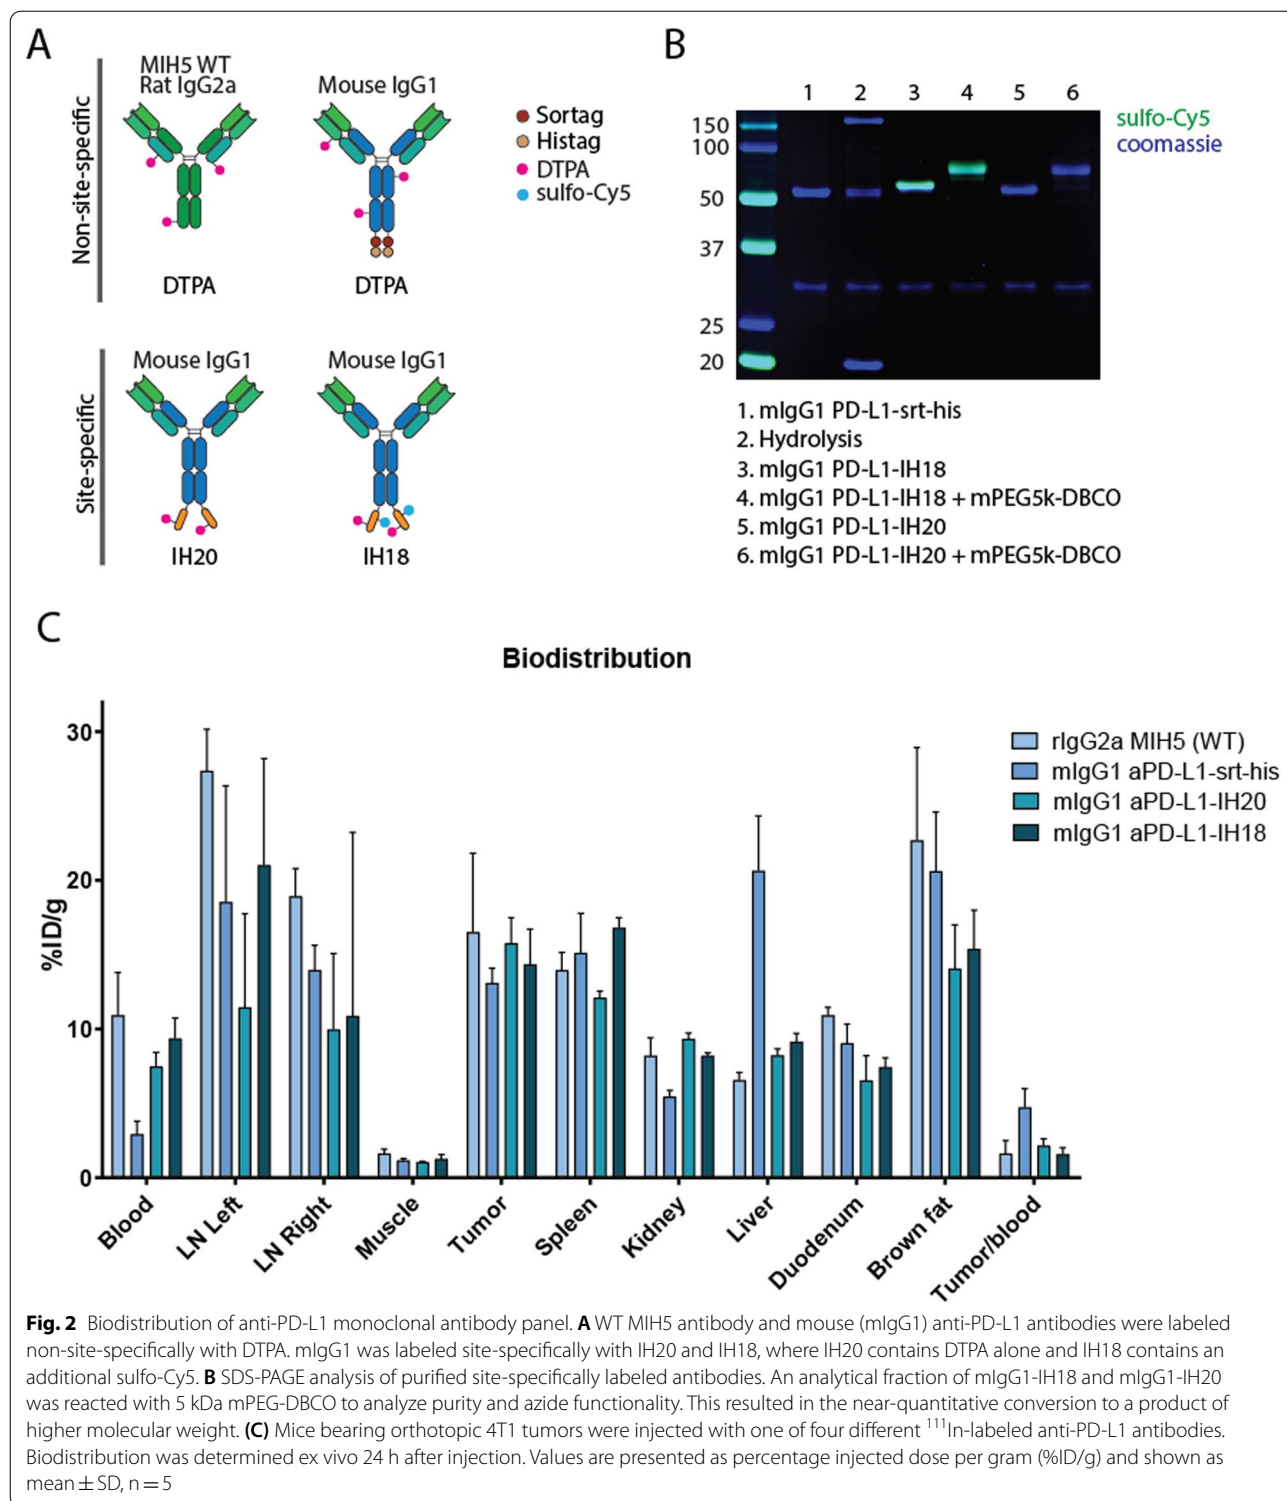 A
MIH5 WT
Rat IgG2a
Mouse IgG1
Non-site-specific
DTPA
DTPA
Sortag
Histag
DTPA
sulfo-Cy5
Mouse IgG1
Mouse IgG1
Site-specific
IH20
IH18
B
1 2 3 4 5 6
150
100
50
37
25
20
sulfo-Cy5
coomassie
1. mIgG1 PD-L1-srt-his
2. Hydrolysis
3. mIgG1 PD-L1-IH18
4. mIgG1 PD-L1-IH18 + mPEG5k-DBCO
5. mIgG1 PD-L1-IH20
6. mIgG1 PD-L1-IH20 + mPEG5k-DBCO
C
Biodistribution
%ID/g
30
20
10
0
rIgG2a MIH5 (WT)
mIgG1 aPD-L1-srt-his
mIgG1 aPD-L1-IH20
mIgG1 aPD-L1-IH18
Blood
LN Left
LN Right
Muscle
Tumor
Spleen
Kidney
Liver
Duodenum
Brown fat
Tumor/blood
Fig. 2 Biodistribution of anti-PD-L1 monoclonal antibody panel. A WT MIH5 antibody and mouse (mIgG1) anti-PD-L1 antibodies were labeled
non-site-specifically with DTPA. mIgG1 was labeled site-specifically with IH20 and IH18, where IH20 contains DTPA alone and IH18 contains an
additional sulfo-Cy5. B SDS-PAGE analysis of purified site-specifically labeled antibodies. An analytical fraction of mIgG1-IH18 and mIgG1-IH20
was reacted with 5 kDa mPEG-DBCO to analyze purity and azide functionality. This resulted in the near-quantitative conversion to a product of
higher molecular weight. (C) Mice bearing orthotopic 4T1 tumors were injected with one of four different ¹¹¹In-labeled anti-PD-L1 antibodies.
Biodistribution was determined ex vivo 24 h after injection. Values are presented as percentage injected dose per gram (%ID/g) and shown as
mean ± SD, n = 5